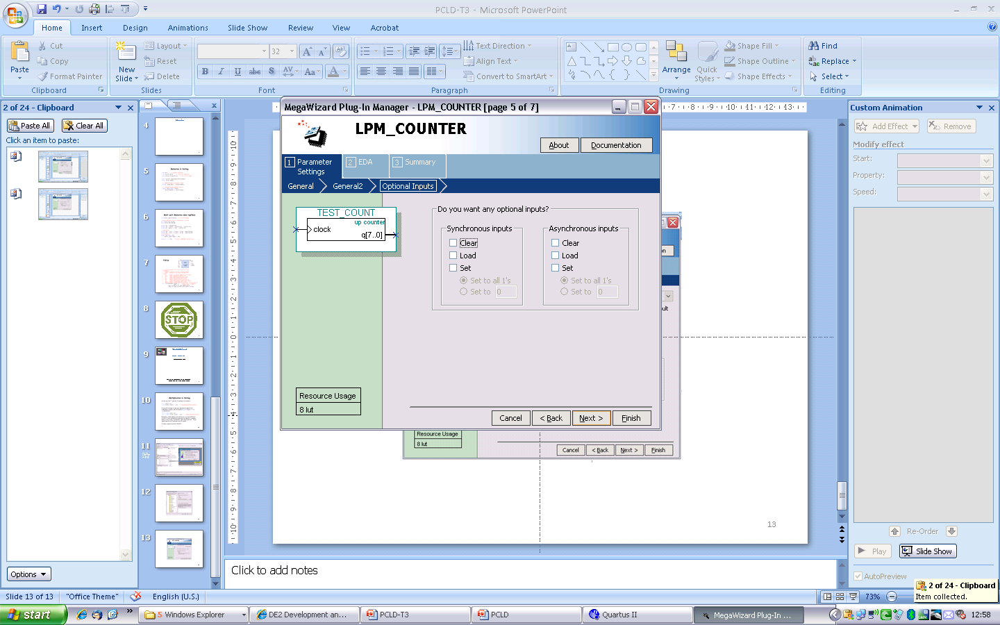 PCLD-T3 - Microsoft PowerPoint
Home Insert Design Animations Slide Show Review View Acrobat
Paste
Cut
Copy
Format Painter
Clipboard
New Slide
Layout
Reset
Delete
Slides
32
B I U abc S AV Aa A
Font
Paragraph
Text Direction
Align Text
Convert to SmartArt
Arrange
Quick Styles
Shape Fill
Shape Outline
Shape Effects
Drawing
Find
Replace
Select
Editing
2 of 24 - Clipboard
Paste All Clear All
Click an item to paste:
Options
4
5
6
7
8
STOP
9
10
11
12
13
MegaWizard Plug-In Manager - LPM_COUNTER [page 5 of 7]
LPM_COUNTER
About Documentation
1 Parameter Settings
2 EDA
3 Summary
General General2 Optional Inputs
TEST_COUNT
up counter
clock
q[7..0]
Do you want any optional inputs?
Synchronous inputs
Clear
Load
Set
Set to all 1's
Set to 0
Asynchronous inputs
Clear
Load
Set
Set to all 1's
Set to 0
Resource Usage
8 lut
Cancel < Back Next > Finish
Resource Usage
8 lut
Cancel < Back Next > Finish
13
Click to add notes
Custom Animation
Add Effect Remove
Modify effect
Start:
Property:
Speed:
Re-Order
Play Slide Show
AutoPreview
2 of 24 - Clipboard
Item collected.
Slide 13 of 13 "Office Theme" English (U.S.) 73%
start
5 Windows Explorer
DE2 Development an...
PCLD-T3
PCLD
Quartus II
MegaWizard Plug-In ...
12:58